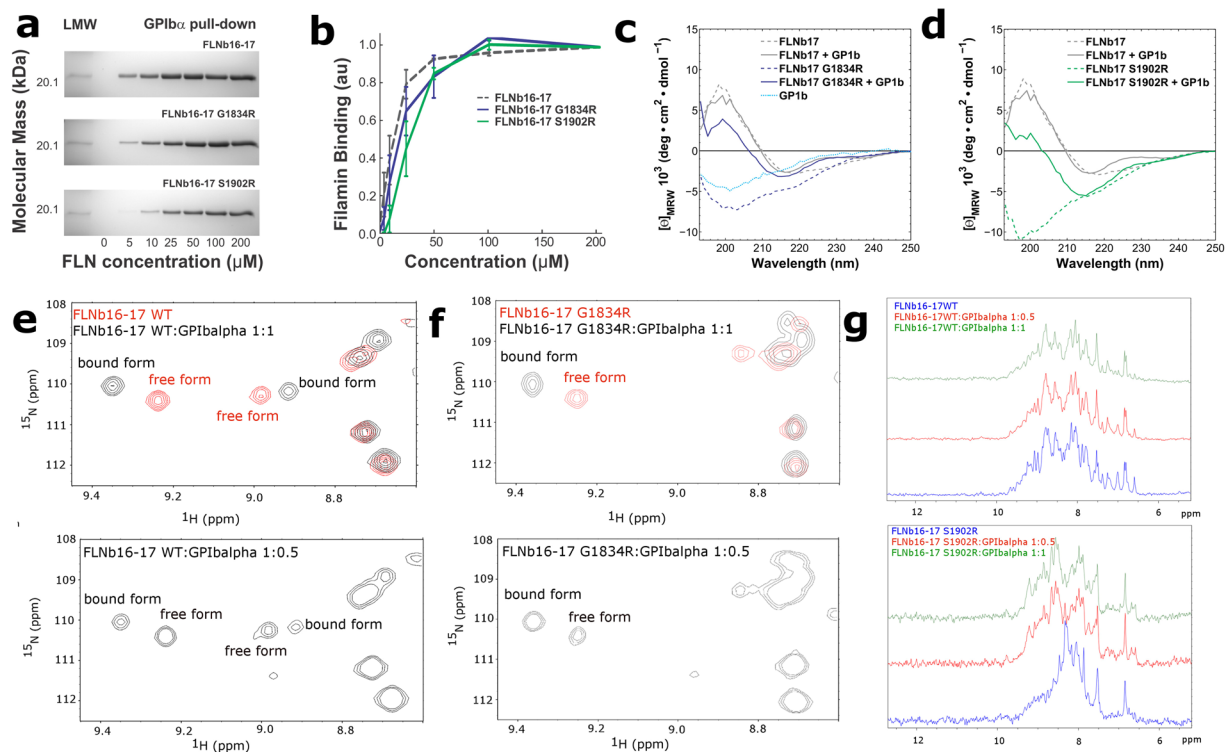 a
LMW GPIbα pull-down
FLNb16-17
20.1
FLNb16-17 G1834R
20.1
FLNb16-17 S1902R
20.1
0 5 10 25 50 100 200
FLN concentration (µM)
Molecular Mass (kDa)
b
1.0
0.8
0.6
0.4
0.2
0
0 50 100 150 200
Filamin Binding (au)
Concentration (µM)
FLNb16-17
FLNb16-17 G1834R
FLNb16-17 S1902R
c
15
10
5
0
−5
−10
210 220 230 240 250
200
[Θ]MRW 10³ (deg • cm² • dmol⁻¹)
Wavelength (nm)
FLNb17
FLNb17 + GP1b
FLNb17 G1834R
FLNb17 G1834R + GP1b
GP1b
d
15
10
5
0
−5
−10
200 210 220 230 240 250
[Θ]MRW 10³ (deg • cm² • dmol⁻¹)
Wavelength (nm)
FLNb17
FLNb17 + GP1b
FLNb17 S1902R
FLNb17 S1902R + GP1b
e
FLNb16-17 WT
FLNb16-17 WT:GPIbalpha 1:1
bound form
free form
free form
bound form
108
109
110
111
112
9.4 9.2 9.0 8.8
15N (ppm)
1H (ppm)
FLNb16-17 WT:GPIbalpha 1:0.5
bound form
free form
free form
bound form
108
109
110
111
112
9.4 9.2 9.0 8.8
15N (ppm)
1H (ppm)
f
FLNb16-17 G1834R
FLNb16-17 G1834R:GPIbalpha 1:1
bound form
free form
108
109
110
111
112
9.4 9.2 9.0 8.8
15N (ppm)
1H (ppm)
FLNb16-17 G1834R:GPIbalpha 1:0.5
bound form
free form
108
109
110
111
112
9.4 9.2 9.0 8.8
15N (ppm)
1H (ppm)
g
FLNb16-17WT
FLNb16-17WT:GPIbalpha 1:0.5
FLNb16-17WT:GPIbalpha 1:1
12 10 8 6 ppm
FLNb16-17 S1902R
FLNb16-17 S1902R:GPIbalpha 1:0.5
FLNb16-17 S1902R:GPIbalpha 1:1
12 10 8 6 ppm